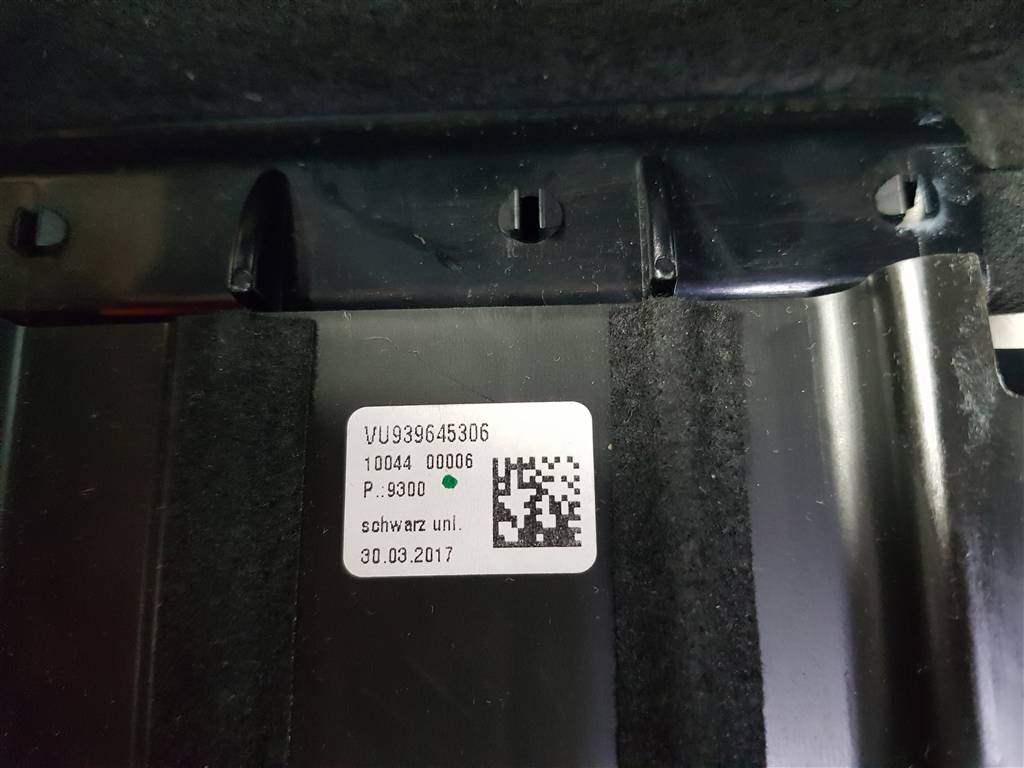 VU939645306
10044 00006
P.:9300
schwarz uni.
30.03.2017